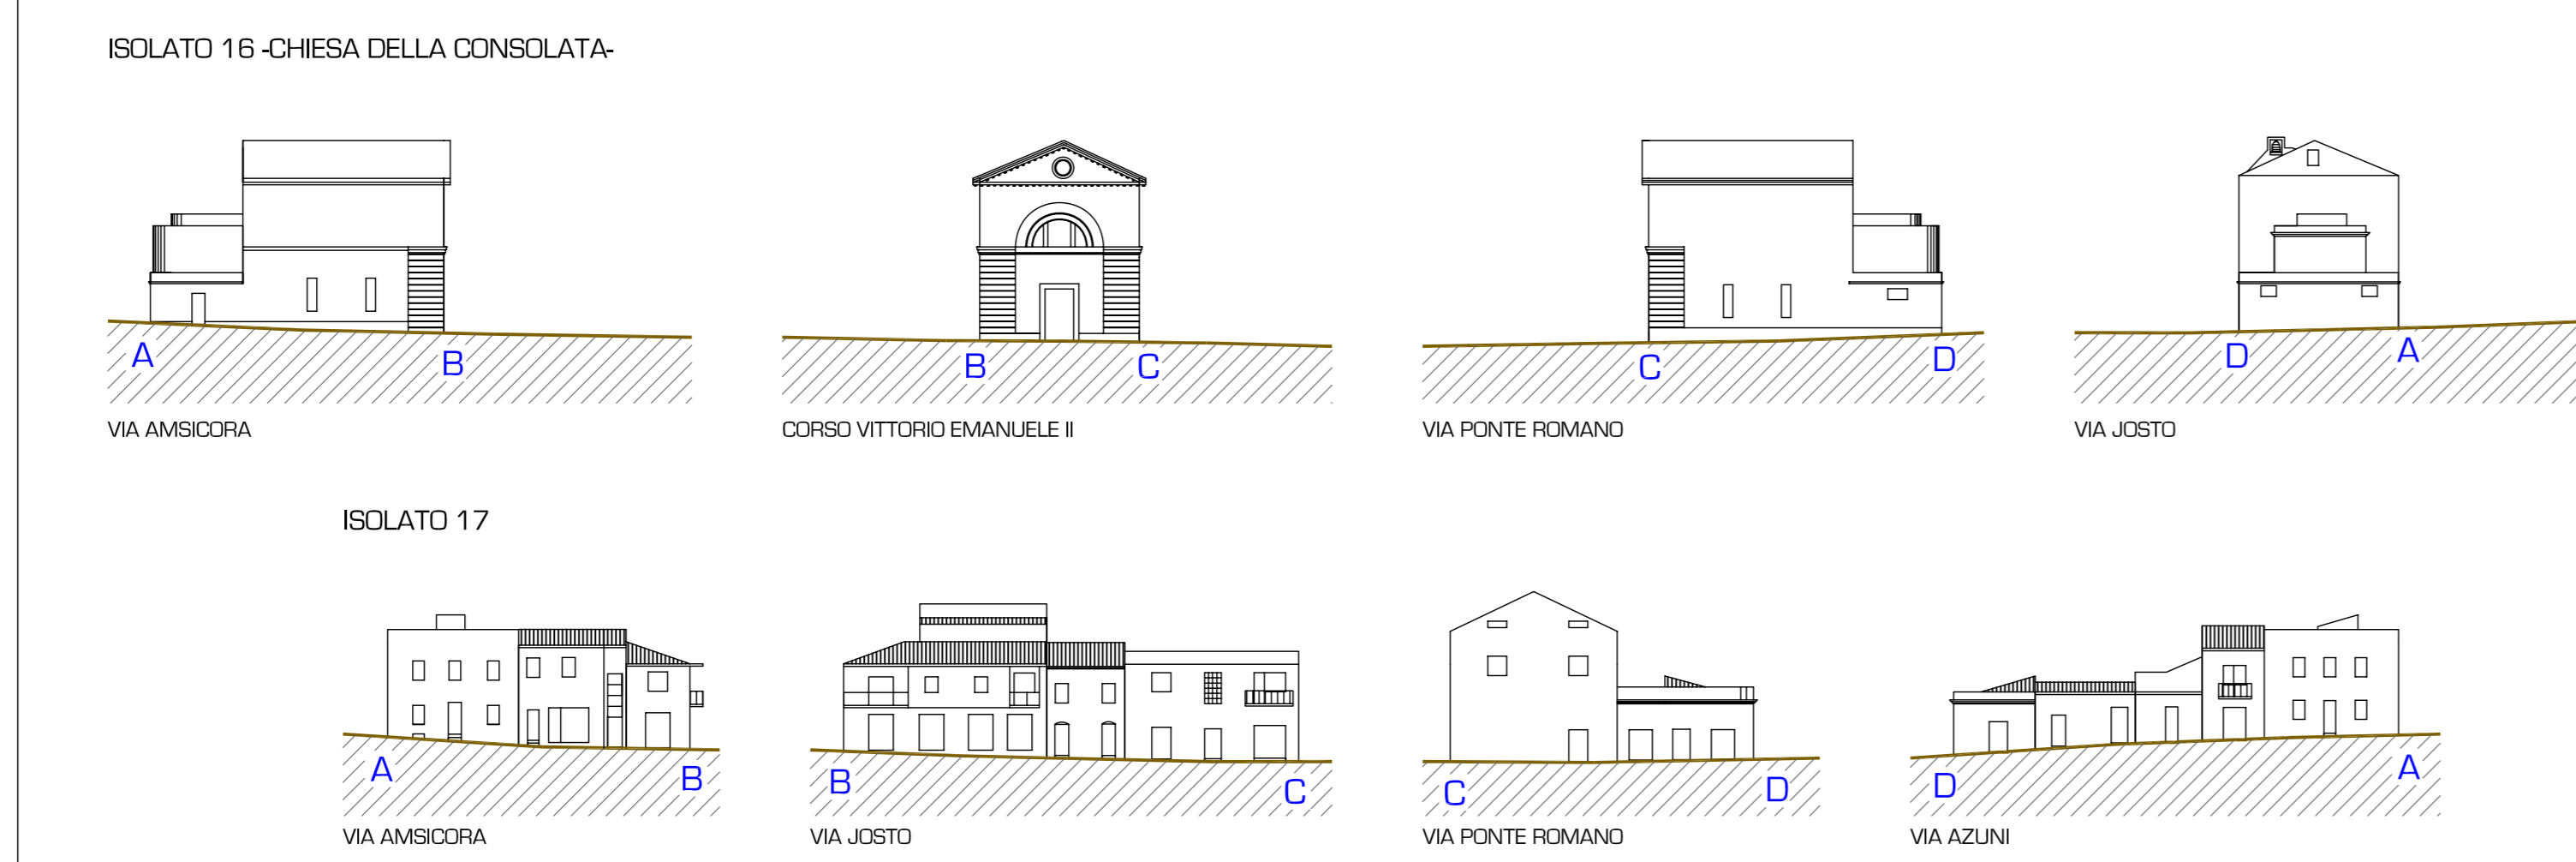 ISOLATO 16 -CHIESA DELLA CONSOLATA-
A B B C C D D A
VIA AMSICORA CORSO VITTORIO EMANUELE II VIA PONTE ROMANO VIA JOSTO
ISOLATO 17
A B B C C D D A
VIA AMSICORA VIA JOSTO VIA PONTE ROMANO VIA AZUNI